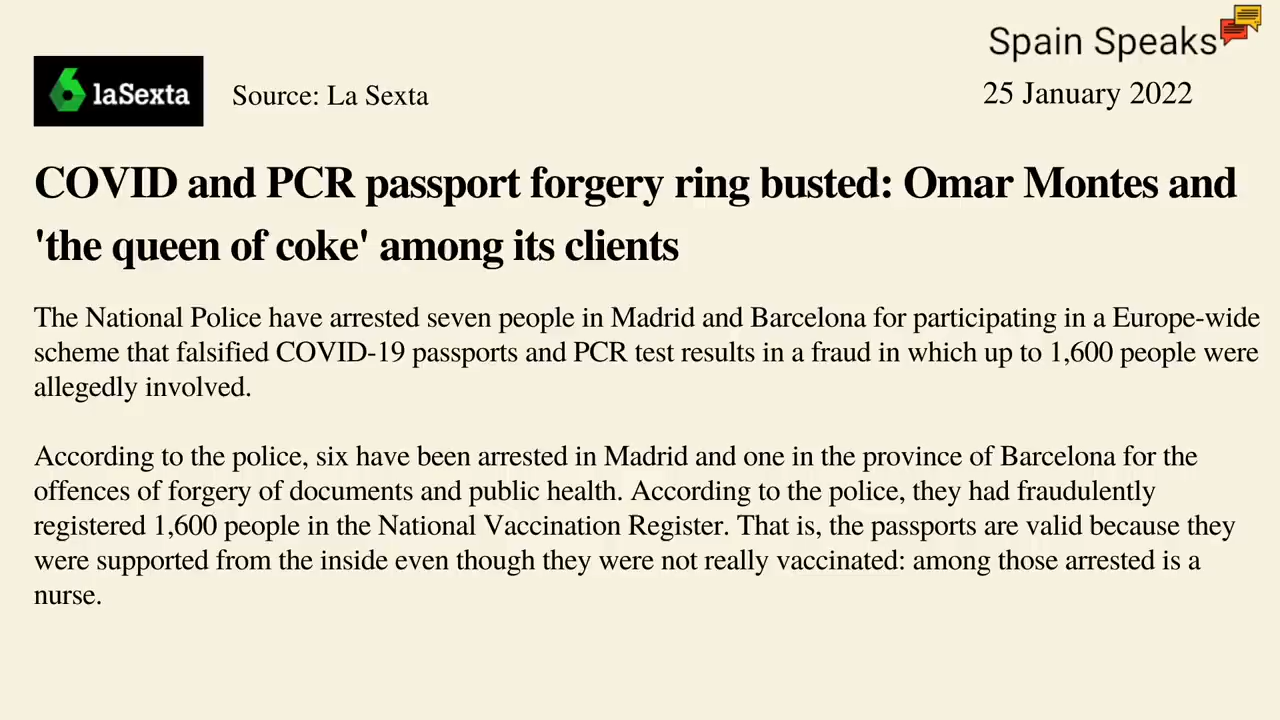 Spain Speaks
laSexta
Source: La Sexta
25 January 2022
COVID and PCR passport forgery ring busted: Omar Montes and
'the queen of coke' among its clients
The National Police have arrested seven people in Madrid and Barcelona for participating in a Europe-wide
scheme that falsified COVID-19 passports and PCR test results in a fraud in which up to 1,600 people were
allegedly involved.
According to the police, six have been arrested in Madrid and one in the province of Barcelona for the
offences of forgery of documents and public health. According to the police, they had fraudulently
registered 1,600 people in the National Vaccination Register. That is, the passports are valid because they
were supported from the inside even though they were not really vaccinated: among those arrested is a
nurse.